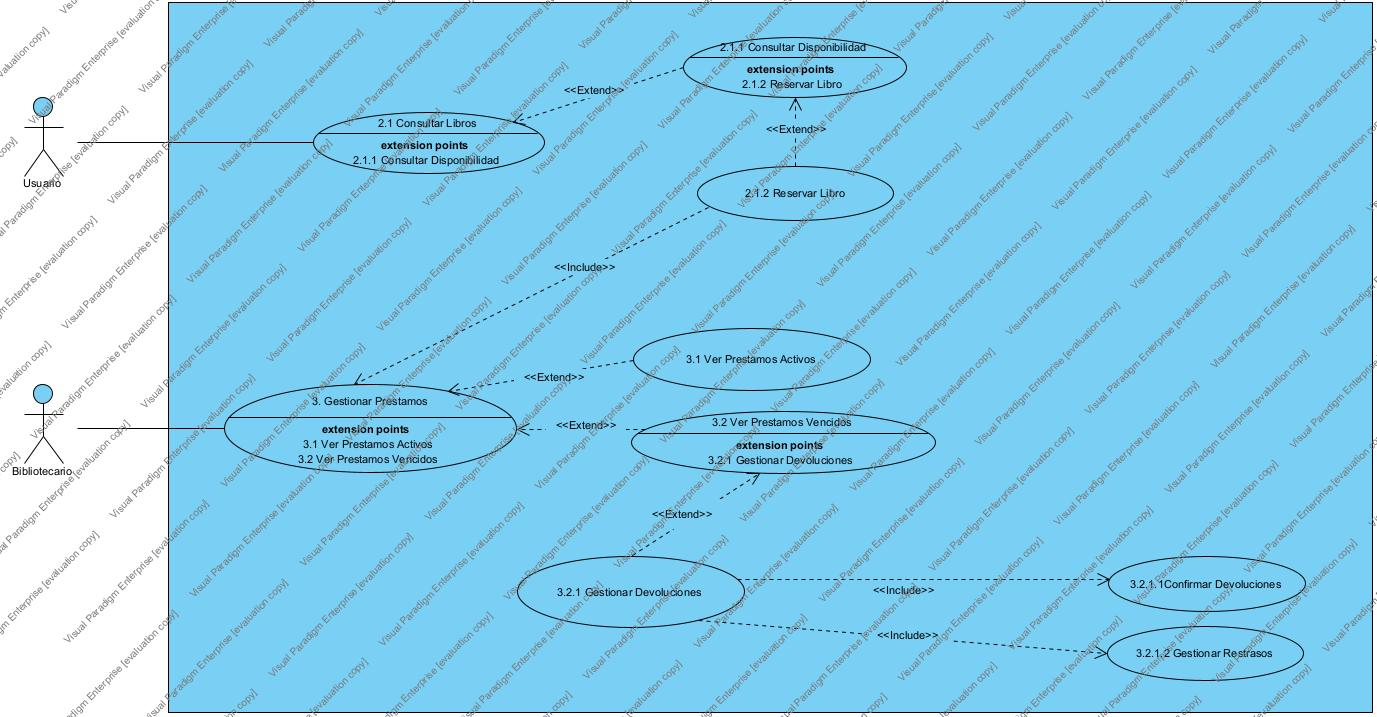 2.1.1 Consultar Disponibilidad
extension points
2.1.2 Reservar Libro
<<Extend>>
2.1 Consultar Libros
extension points
2.1.1 Consultar Disponibilidad
<<Extend>>
Usuario
2.1.2 Reservar Libro
<<Include>>
3.1 Ver Prestamos Activos
<<Extend>>
3. Gestionar Prestamos
extension points
3.1 Ver Prestamos Activos
3.2 Ver Prestamos Vencidos
<<Extend>>
3.2 Ver Prestamos Vencidos
extension points
3.2.1 Gestionar Devoluciones
Bibliotecario
<<Extend>>
3.2.1 Gestionar Devoluciones
<<Include>>
3.2.1.1Confirmar Devoluciones
<<Include>>
3.2.1.2 Gestionar Restrasos
Visual Paradigm Enterprise [evaluation copy]